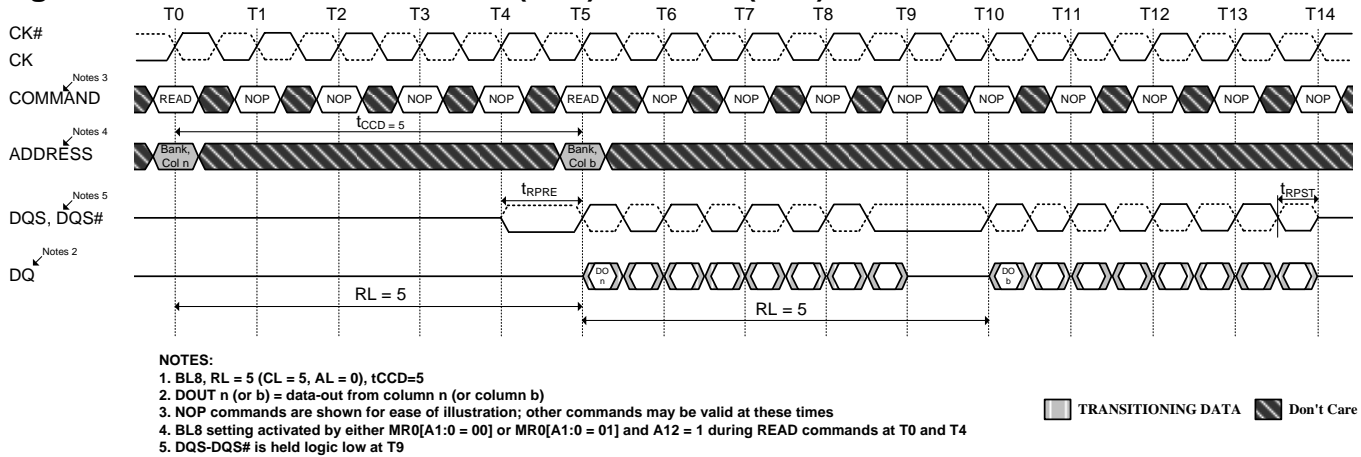 T0 T1 T2 T3 T4 T5 T6 T7 T8 T9 T10 T11 T12 T13 T14
CK#
CK
Notes 3
COMMAND READ NOP NOP NOP NOP READ NOP NOP NOP NOP NOP NOP NOP NOP NOP
tCCD = 5
Notes 4
ADDRESS
Bank, Col n
Bank, Col b
tRPRE
tRPST
Notes 5
DQS, DQS#
Notes 2
DQ
DO n
DO b
RL = 5
RL = 5
NOTES:
1. BL8, RL = 5 (CL = 5, AL = 0), tCCD=5
2. DOUT n (or b) = data-out from column n (or column b)
3. NOP commands are shown for ease of illustration; other commands may be valid at these times
4. BL8 setting activated by either MR0[A1:0 = 00] or MR0[A1:0 = 01] and A12 = 1 during READ commands at T0 and T4
5. DQS-DQS# is held logic low at T9
TRANSITIONING DATA
Don't Care